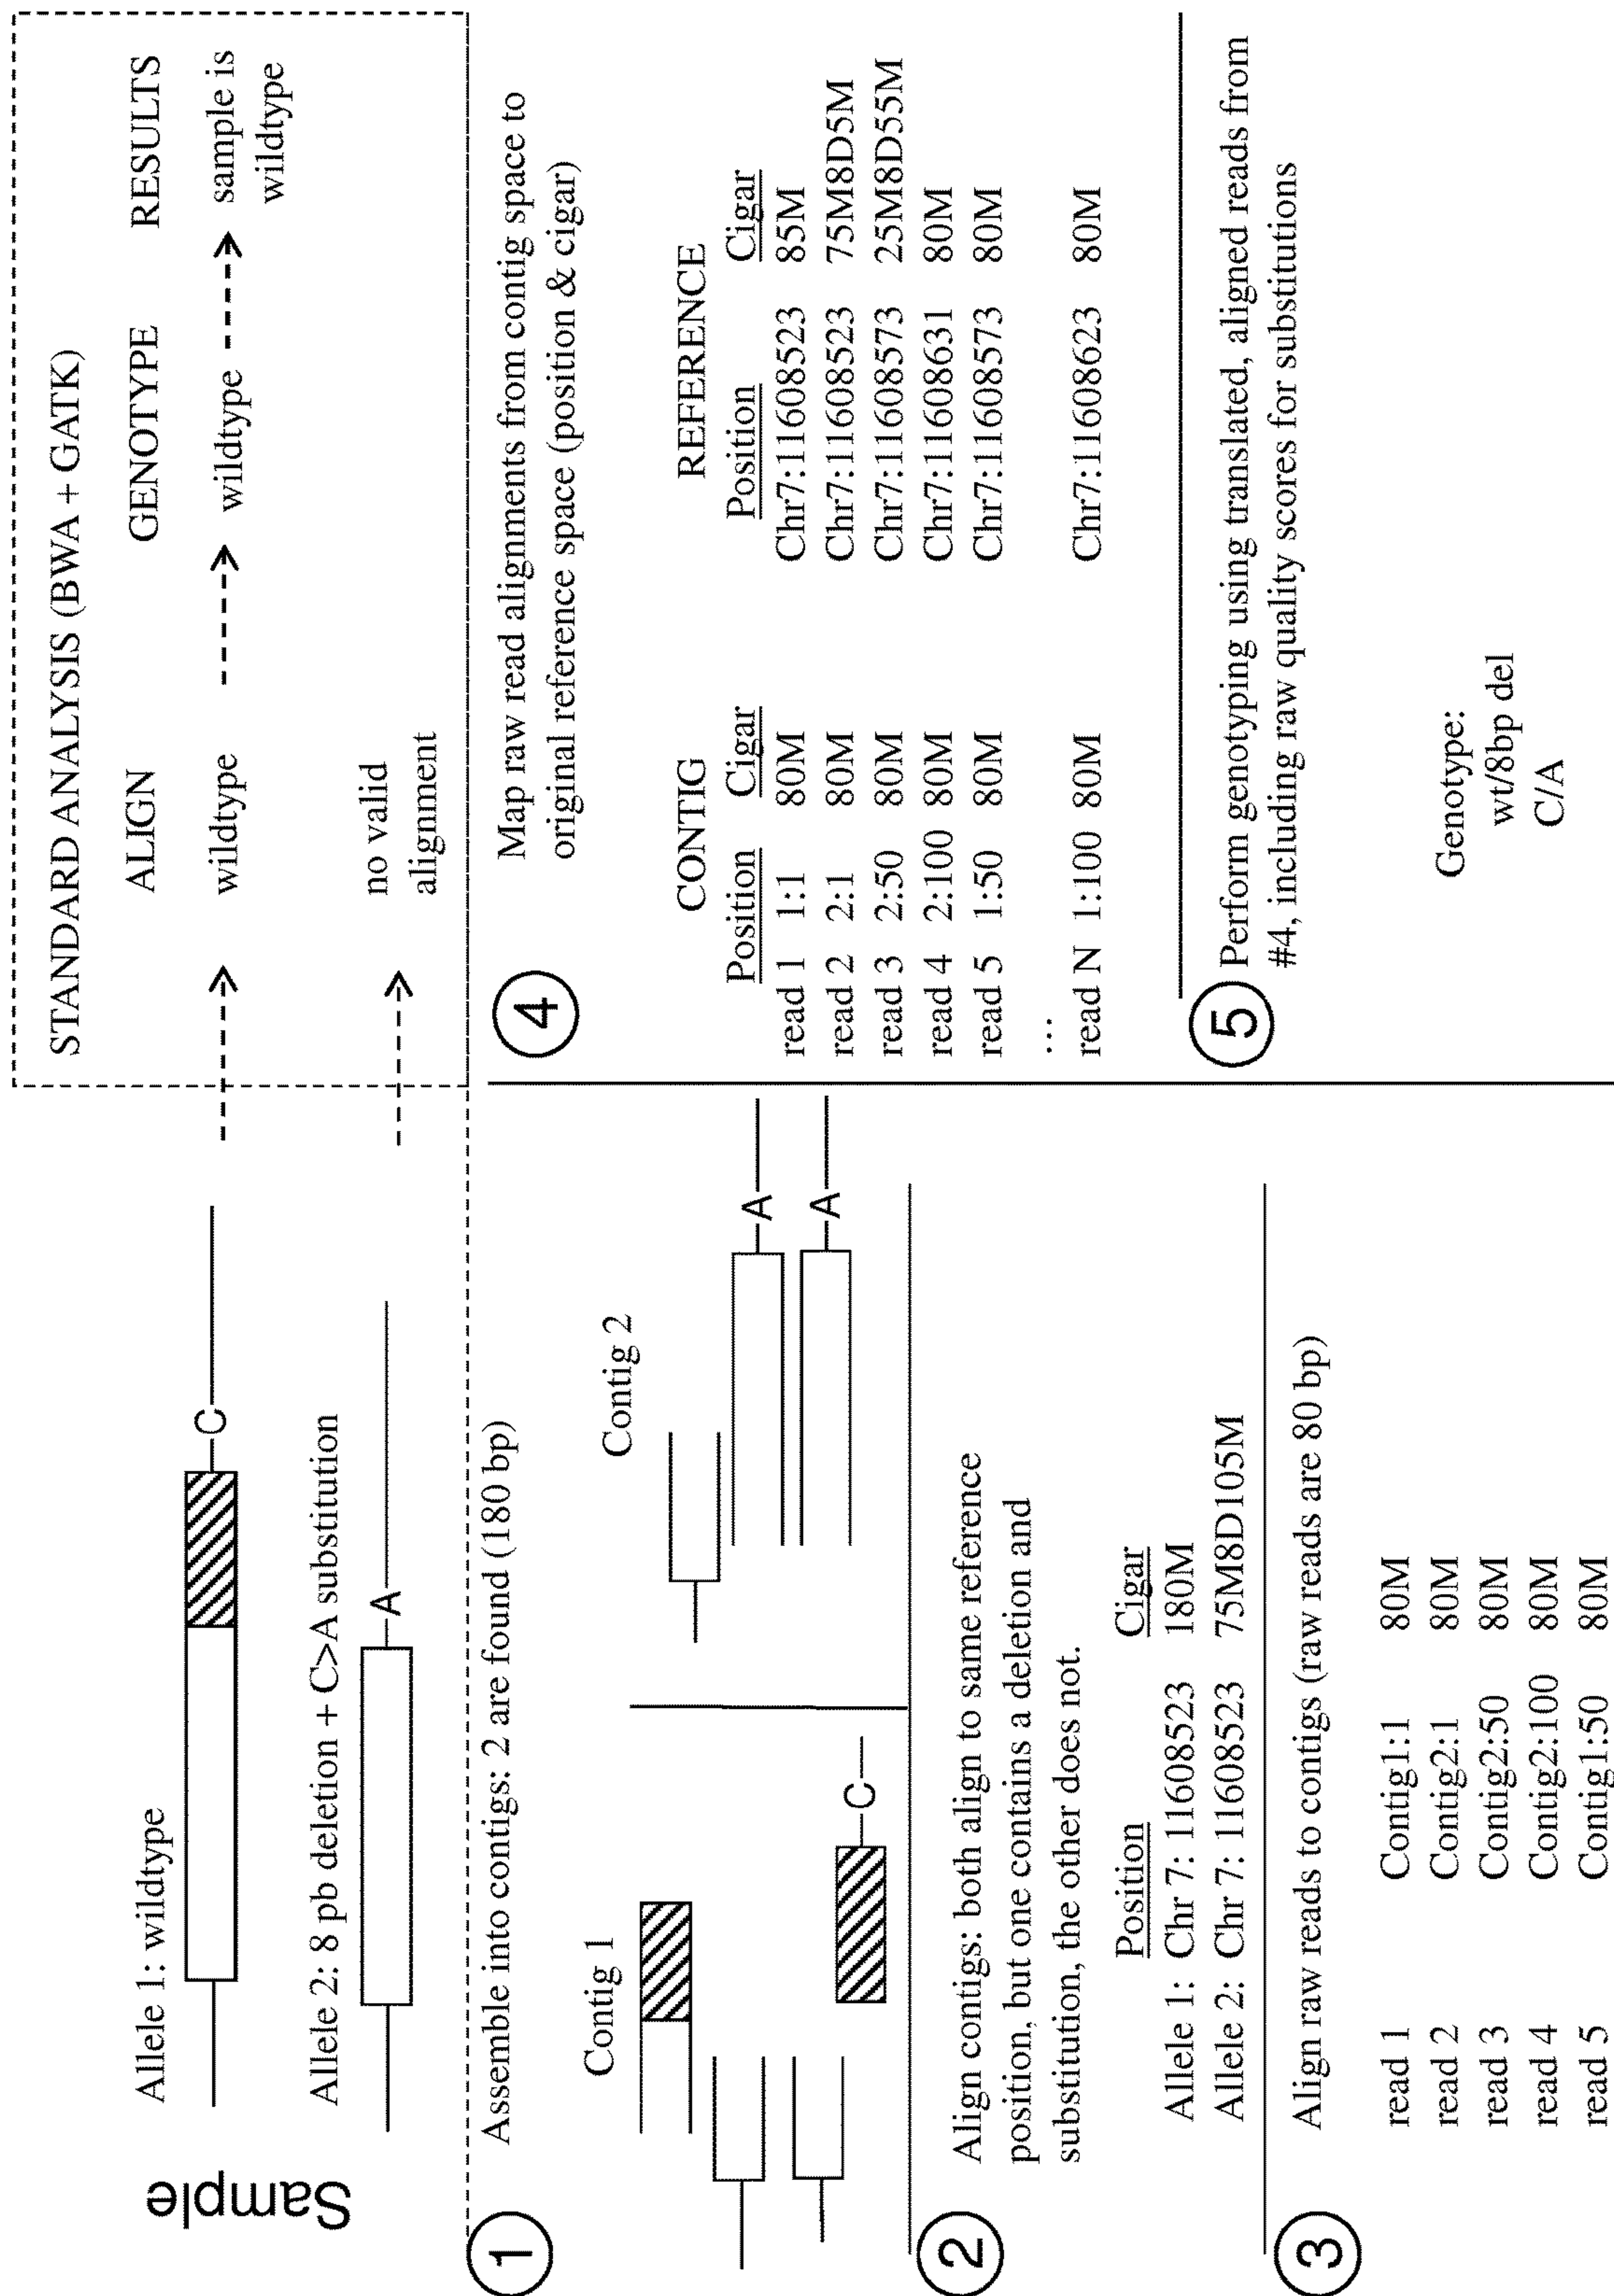 Sample
Allele 1: wildtype
C
Allele 2: 8 pb deletion + C>A substitution
A
STANDARD ANALYSIS (BWA + GATK)
ALIGN GENOTYPE RESULTS
wildtype wildtype sample is
wildtype
no valid
alignment
1 Assemble into contigs: 2 are found (180 bp)
Contig 1
C
Contig 2
A
A
2 Align contigs: both align to same reference
position, but one contains a deletion and
substitution, the other does not.
Position Cigar
Allele 1: Chr 7: 11608523 180M
Allele 2: Chr 7: 11608523 75M8D105M
3 Align raw reads to contigs (raw reads are 80 bp)
read 1 Contig1:1 80M
read 2 Contig2:1 80M
read 3 Contig2:50 80M
read 4 Contig2:100 80M
read 5 Contig1:50 80M
4 Map raw read alignments from contig space to
original reference space (position & cigar)
CONTIG REFERENCE
Position Cigar Position Cigar
read 1 1:1 80M Chr7:11608523 85M
read 2 2:1 80M Chr7:11608523 75M8D5M
read 3 2:50 80M Chr7:11608573 25M8D55M
read 4 2:100 80M Chr7:11608631 80M
read 5 1:50 80M Chr7:11608573 80M
...
read N 1:100 80M Chr7:11608623 80M
5 Perform genotyping using translated, aligned reads from
#4, including raw quality scores for substitutions
Genotype:
wt/8bp del
C/A